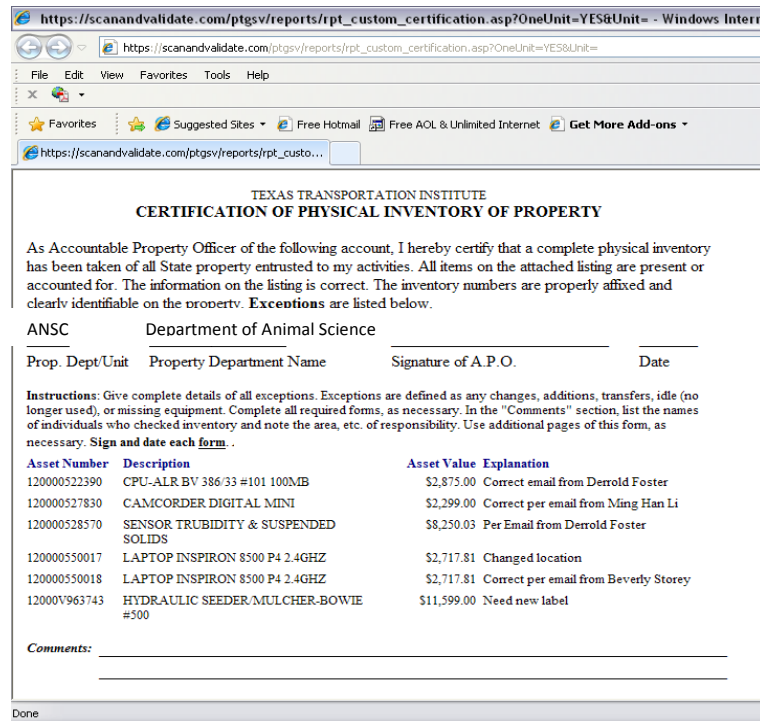 https://scanandvalidate.com/ptgsv/reports/rpt_custom_certification.asp?OneUnit=YES&Unit= - Windows Intern
https://scanandvalidate.com/ptgsv/reports/rpt_custom_certification.asp?OneUnit=YES&Unit=
File Edit View Favorites Tools Help
Favorites Suggested Sites Free Hotmail Free AOL & Unlimited Internet Get More Add-ons
https://scanandvalidate.com/ptgsv/reports/rpt_custo...
TEXAS TRANSPORTATION INSTITUTE
CERTIFICATION OF PHYSICAL INVENTORY OF PROPERTY
As Accountable Property Officer of the following account, I hereby certify that a complete physical inventory
has been taken of all State property entrusted to my activities. All items on the attached listing are present or
accounted for. The information on the listing is correct. The inventory numbers are properly affixed and
clearly identifiable on the property. Exceptions are listed below.
ANSC Department of Animal Science
Prop. Dept/Unit Property Department Name Signature of A.P.O. Date
Instructions: Give complete details of all exceptions. Exceptions are defined as any changes, additions, transfers, idle (no
longer used), or missing equipment. Complete all required forms, as necessary. In the "Comments" section, list the names
of individuals who checked inventory and note the area, etc. of responsibility. Use additional pages of this form, as
necessary. Sign and date each form. .
Asset Number Description Asset Value Explanation
120000522390 CPU-ALR BV 386/33 #101 100MB $2,875.00 Correct email from Derrold Foster
120000527830 CAMCORDER DIGITAL MINI $2,299.00 Correct per email from Ming Han Li
120000528570 SENSOR TRUBIDITY & SUSPENDED $8,250.03 Per Email from Derrold Foster
SOLIDS
120000550017 LAPTOP INSPIRON 8500 P4 2.4GHZ $2,717.81 Changed location
120000550018 LAPTOP INSPIRON 8500 P4 2.4GHZ $2,717.81 Correct per email from Beverly Storey
12000V963743 HYDRAULIC SEEDER/MULCHER-BOWIE $11,599.00 Need new label
#500
Comments:
Done